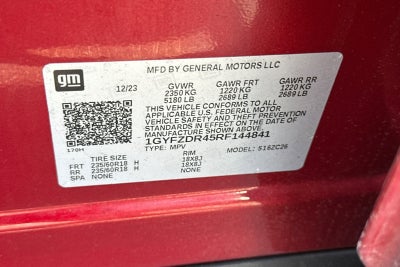 gm
MFD BY GENERAL MOTORS LLC
12/23 GVWR GAWR FRT GAWR RR
2350 KG 1220 KG 1220 KG
5180 LB 2689 LB 2689 LB
THIS VEHICLE CONFORMS TO ALL
APPLICABLE U.S. FEDERAL MOTOR
VEHICLE SAFETY AND THEFT PREVENTION
STANDARDS IN EFFECT ON THE DATE OF
MANUFACTURE SHOWN ABOVE.
1GYFZDR45RF144841
170H TYPE: MPV MODEL: 516ZC26
TIRE SIZE RIM
FRT 235/60R18 H 18X8J
RR 235/60R18 H 18X8J
SPA NONE NONE